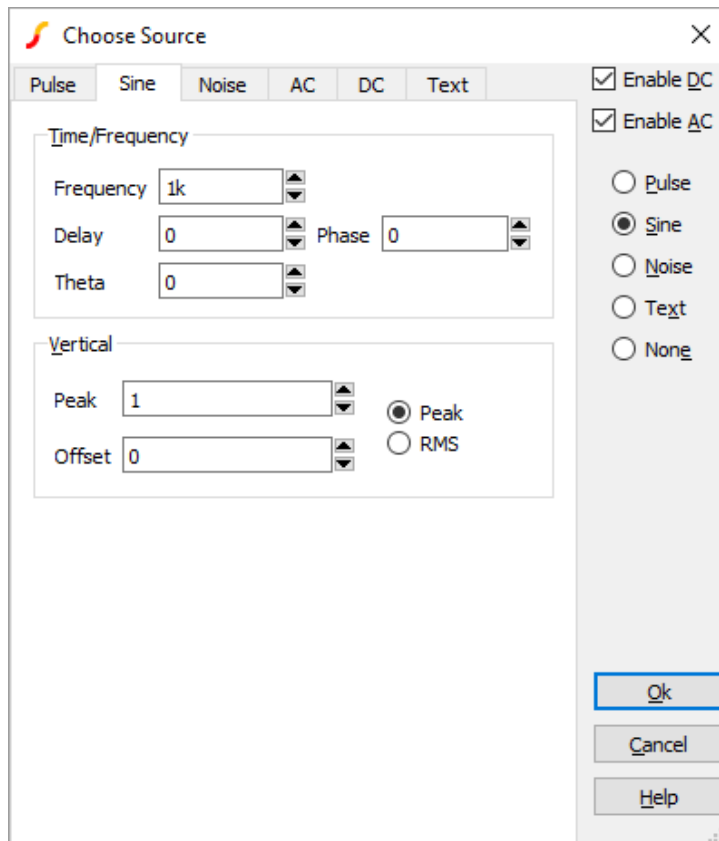 Choose Source
Pulse Sine Noise AC DC Text
Enable DC
Enable AC
Time/Frequency
Frequency 1k
Delay 0 Phase 0
Theta 0
Pulse
Sine
Noise
Text
None
Vertical
Peak 1
Offset 0
Peak
RMS
Ok
Cancel
Help